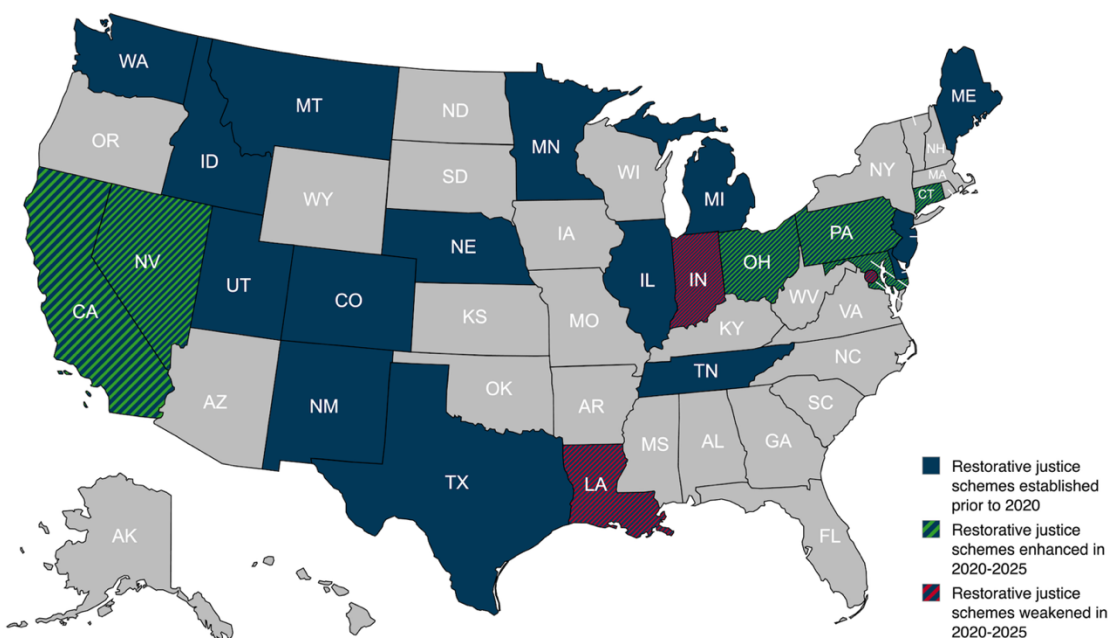 WA
MT
ND
MN
ME
OR
ID
SD
WI
MI
NY
NH
MA
CT
WY
NV
UT
CO
NE
IA
IL
IN
OH
PA
CA
KS
MO
KY
WV
VA
AZ
NM
OK
AR
TN
NC
SC
TX
LA
MS
AL
GA
FL
AK
Restorative justice
schemes established
prior to 2020
Restorative justice
schemes enhanced in
2020-2025
Restorative justice
schemes weakened in
2020-2025